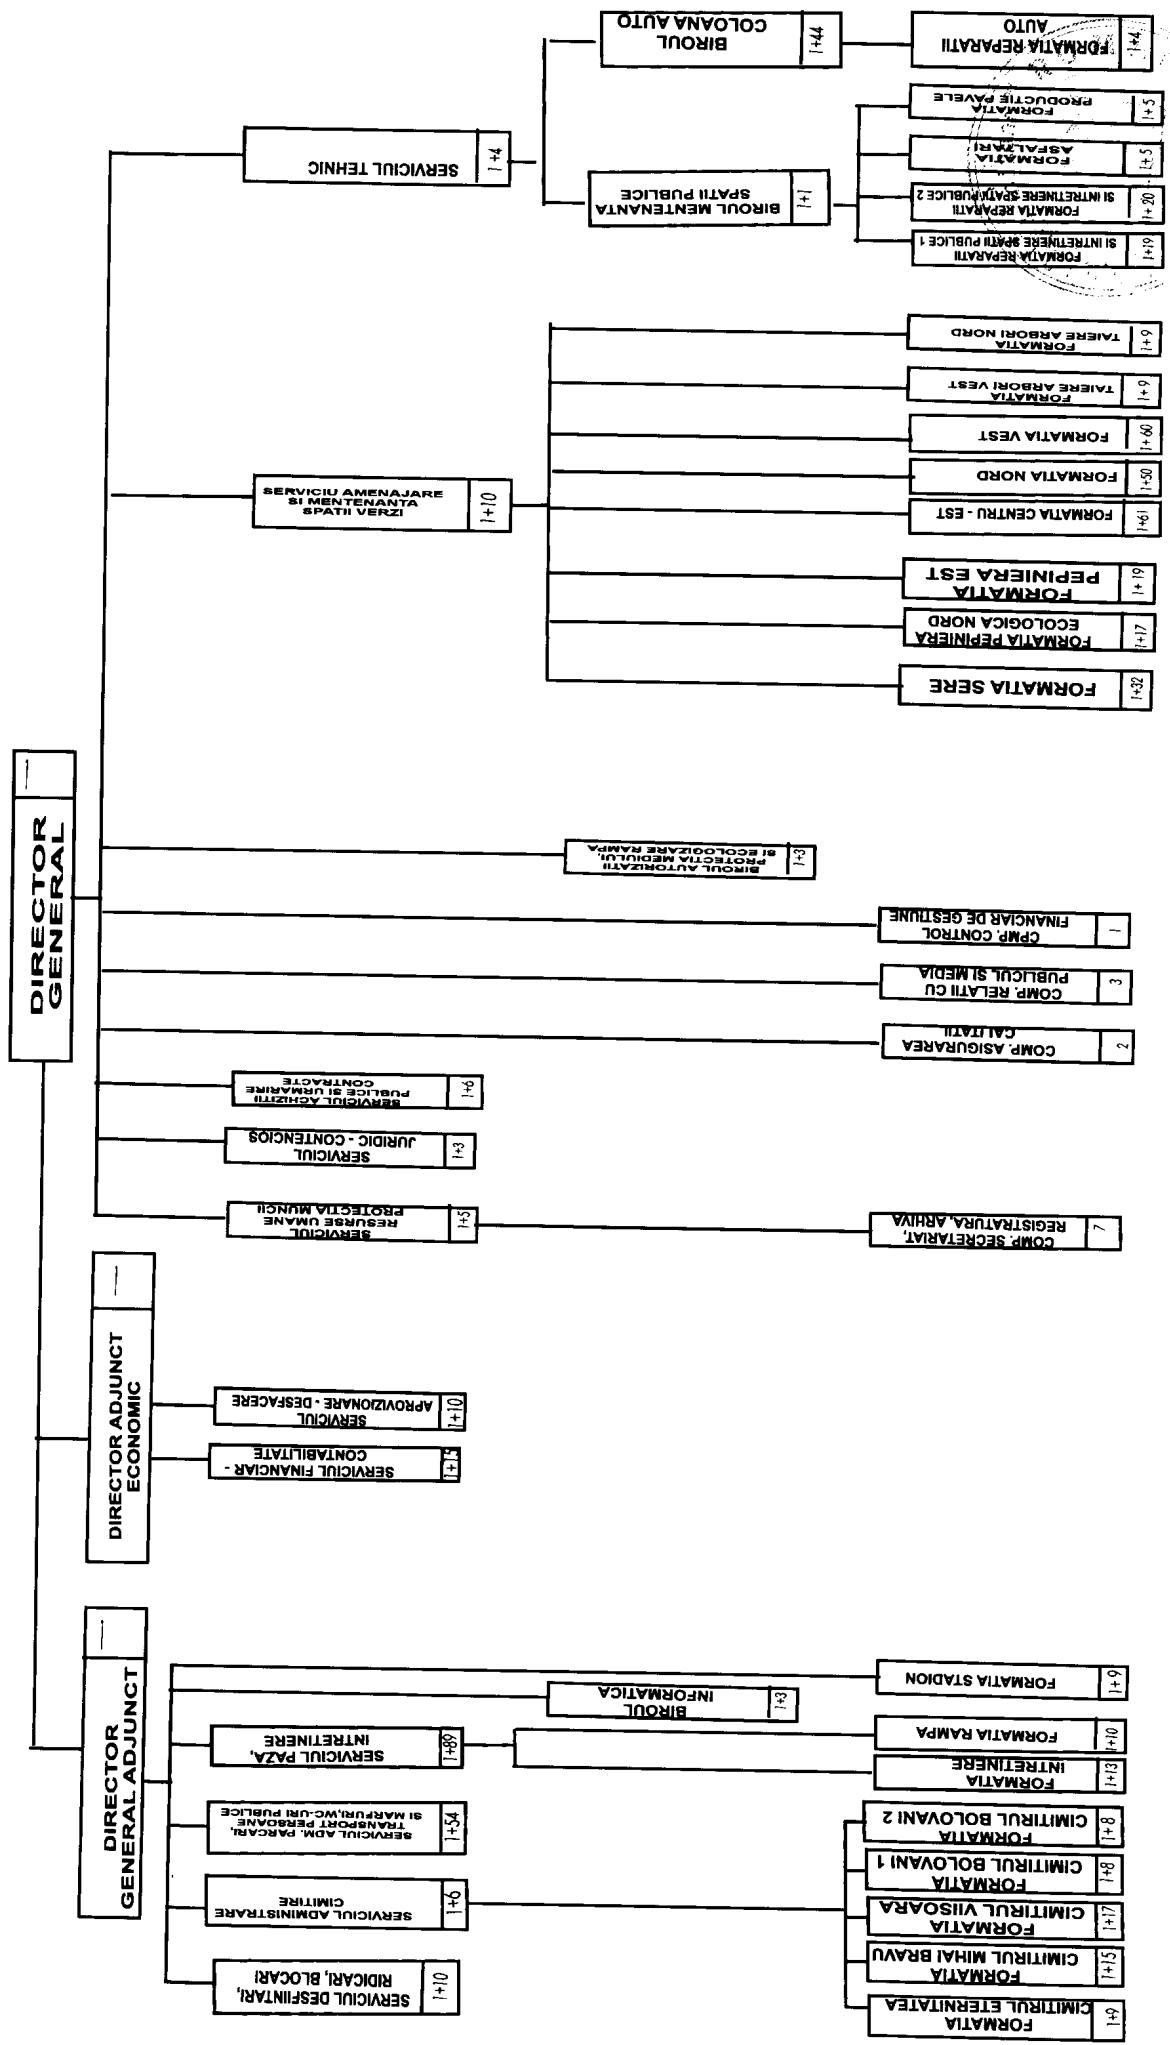 DIRECTOR
GENERAL
DIRECTOR
GENERAL ADJUNCT
DIRECTOR ADJUNCT
ECONOMIC
SERVICIUL TEHNIC
1+4
BIROUL
COLOANA AUTO
1+44
FORMATIA REPARATII
AUTO
1+4
BIROUL MENTENANTA
SPATII PUBLICE
1+1
FORMATIA
PRODUCTIE PAVELE
1+5
FORMATIA
ASFALTARI
1+5
FORMATIA REPARATII
SI INTRETINERE SPATII PUBLICE 2
1+20
FORMATIA REPARATII
SI INTRETINERE SPATII PUBLICE 1
1+19
SERVICIU AMENAJARE
SI MENTENANTA
SPATII VERZI
1+10
FORMATIA
TAIERE ARBORI NORD
1+9
FORMATIA
TAIERE ARBORI VEST
1+9
FORMATIA VEST
1+60
FORMATIA NORD
1+50
FORMATIA CENTRU - EST
1+61
FORMATIA
PEPINIERA EST
1+19
FORMATIA PEPINIERA
ECOLOGICA NORD
1+17
FORMATIA SERE
1+32
BIROUL AUTORIZATII
PROTECTIA MEDIULUI,
SI ECOLOGIZARE RAMPA
1+3
CPMP. CONTROL
FINANCIAR DE GESTIUNE
1
COMP. RELATII CU
PUBLICUL SI MEDIA
3
COMP. ASIGURAREA
CALITATII
2
SERVICIUL ACHIZITII
PUBLICE SI URMARIRE
CONTRACTE
1+6
SERVICIUL
JURIDIC - CONTENCIOS
1+3
SERVICIUL
RESURSE UMANE
PROTECTIA MUNCII
1+5
COMP. SECRETARIAT,
REGISTRATURA, ARHIVA
7
SERVICIUL
APROVIZIONARE - DESFACERE
1+10
SERVICIUL FINANCIAR -
CONTABILITATE
1+15
FORMATIA STADION
1+9
BIROUL
INFORMATICA
1+3
SERVICIUL PAZA,
INTRETINERE
1+89
FORMATIA RAMPA
1+10
FORMATIA
INTRETINERE
1+13
SERVICIUL ADM. PARCARI,
TRANSPORT PERSOANE
SI MARFURI,WC-URI PUBLICE
1+54
SERVICIUL ADMINISTRARE
CIMITIRE
1+6
FORMATIA
CIMITIRUL BOLOVANI 2
1+8
FORMATIA
CIMITIRUL BOLOVANI 1
1+8
FORMATIA
CIMITIRUL VIISOARA
1+17
FORMATIA
CIMITIRUL MIHAI BRAVU
1+15
FORMATIA
CIMITIRUL ETERNITATEA
1+9
SERVICIUL DESFIINTARI,
RIDICARI, BLOCARI
1+10